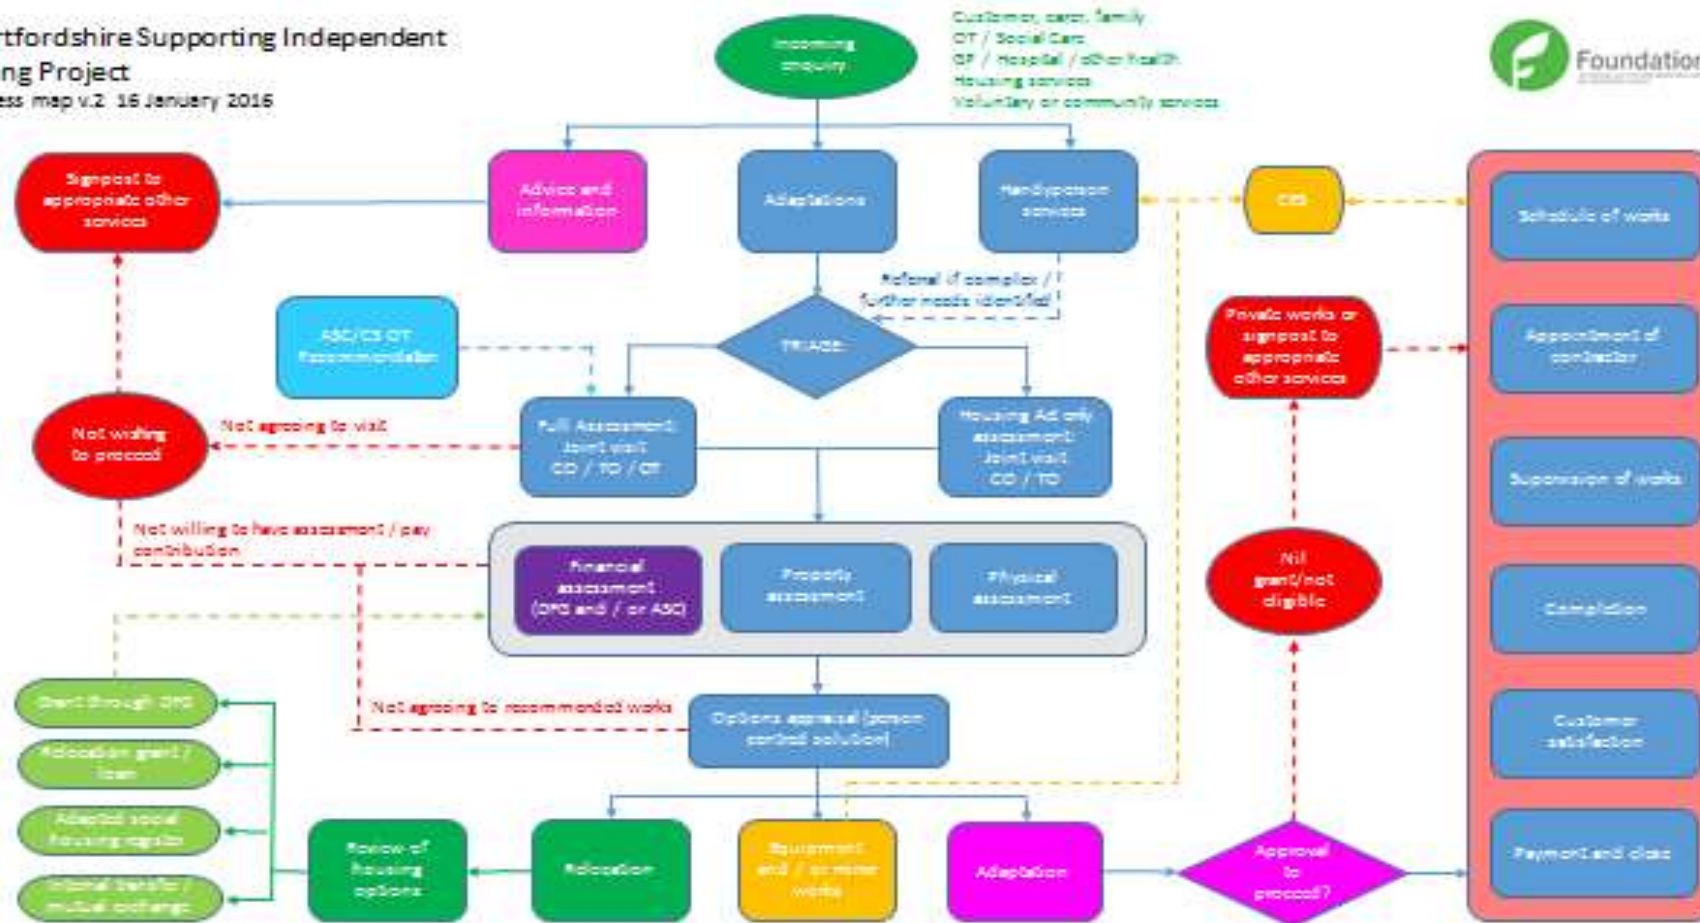 rtfordshire Supporting Independent
ng Project
ess map v.2 16 January 2016
Incoming
enquiry
Customer, carer, family
OT / Social Care
GP / Hospital / other health
Housing services
Voluntary or community services
Foundation
Signpost to
appropriate other
services
Advice and
information
Adaptations
Handyperson
services
Schedule of works
Referral if complex /
further needs identified
ASC/CS OT
Recommendation
TRIAGE
Private works or
signpost to
appropriate
other services
Appointment of
contractor
Not wishing
to proceed
Not agreeing to visit
Full Assessment:
Joint visit
CO / TO / OT
Housing Ad only
assessment:
Joint visit
CO / TO
Supervision of works
Not willing to have assessment / pay
contribution
Financial
assessment
(DFG and / or ASC)
Property
assessment
Physical
assessment
Nil
grant/not
eligible
Completion
Grant through DFG
Not agreeing to recommended works
Options appraisal (person
centred solution)
Customer
satisfaction
Relocation grant /
loan
Adapted social
housing register
Internal transfer /
mutual exchange
Review of
housing
options
Relocation
Equipment
and / or minor
works
Adaptation
Approval
to
proceed?
Payment and close